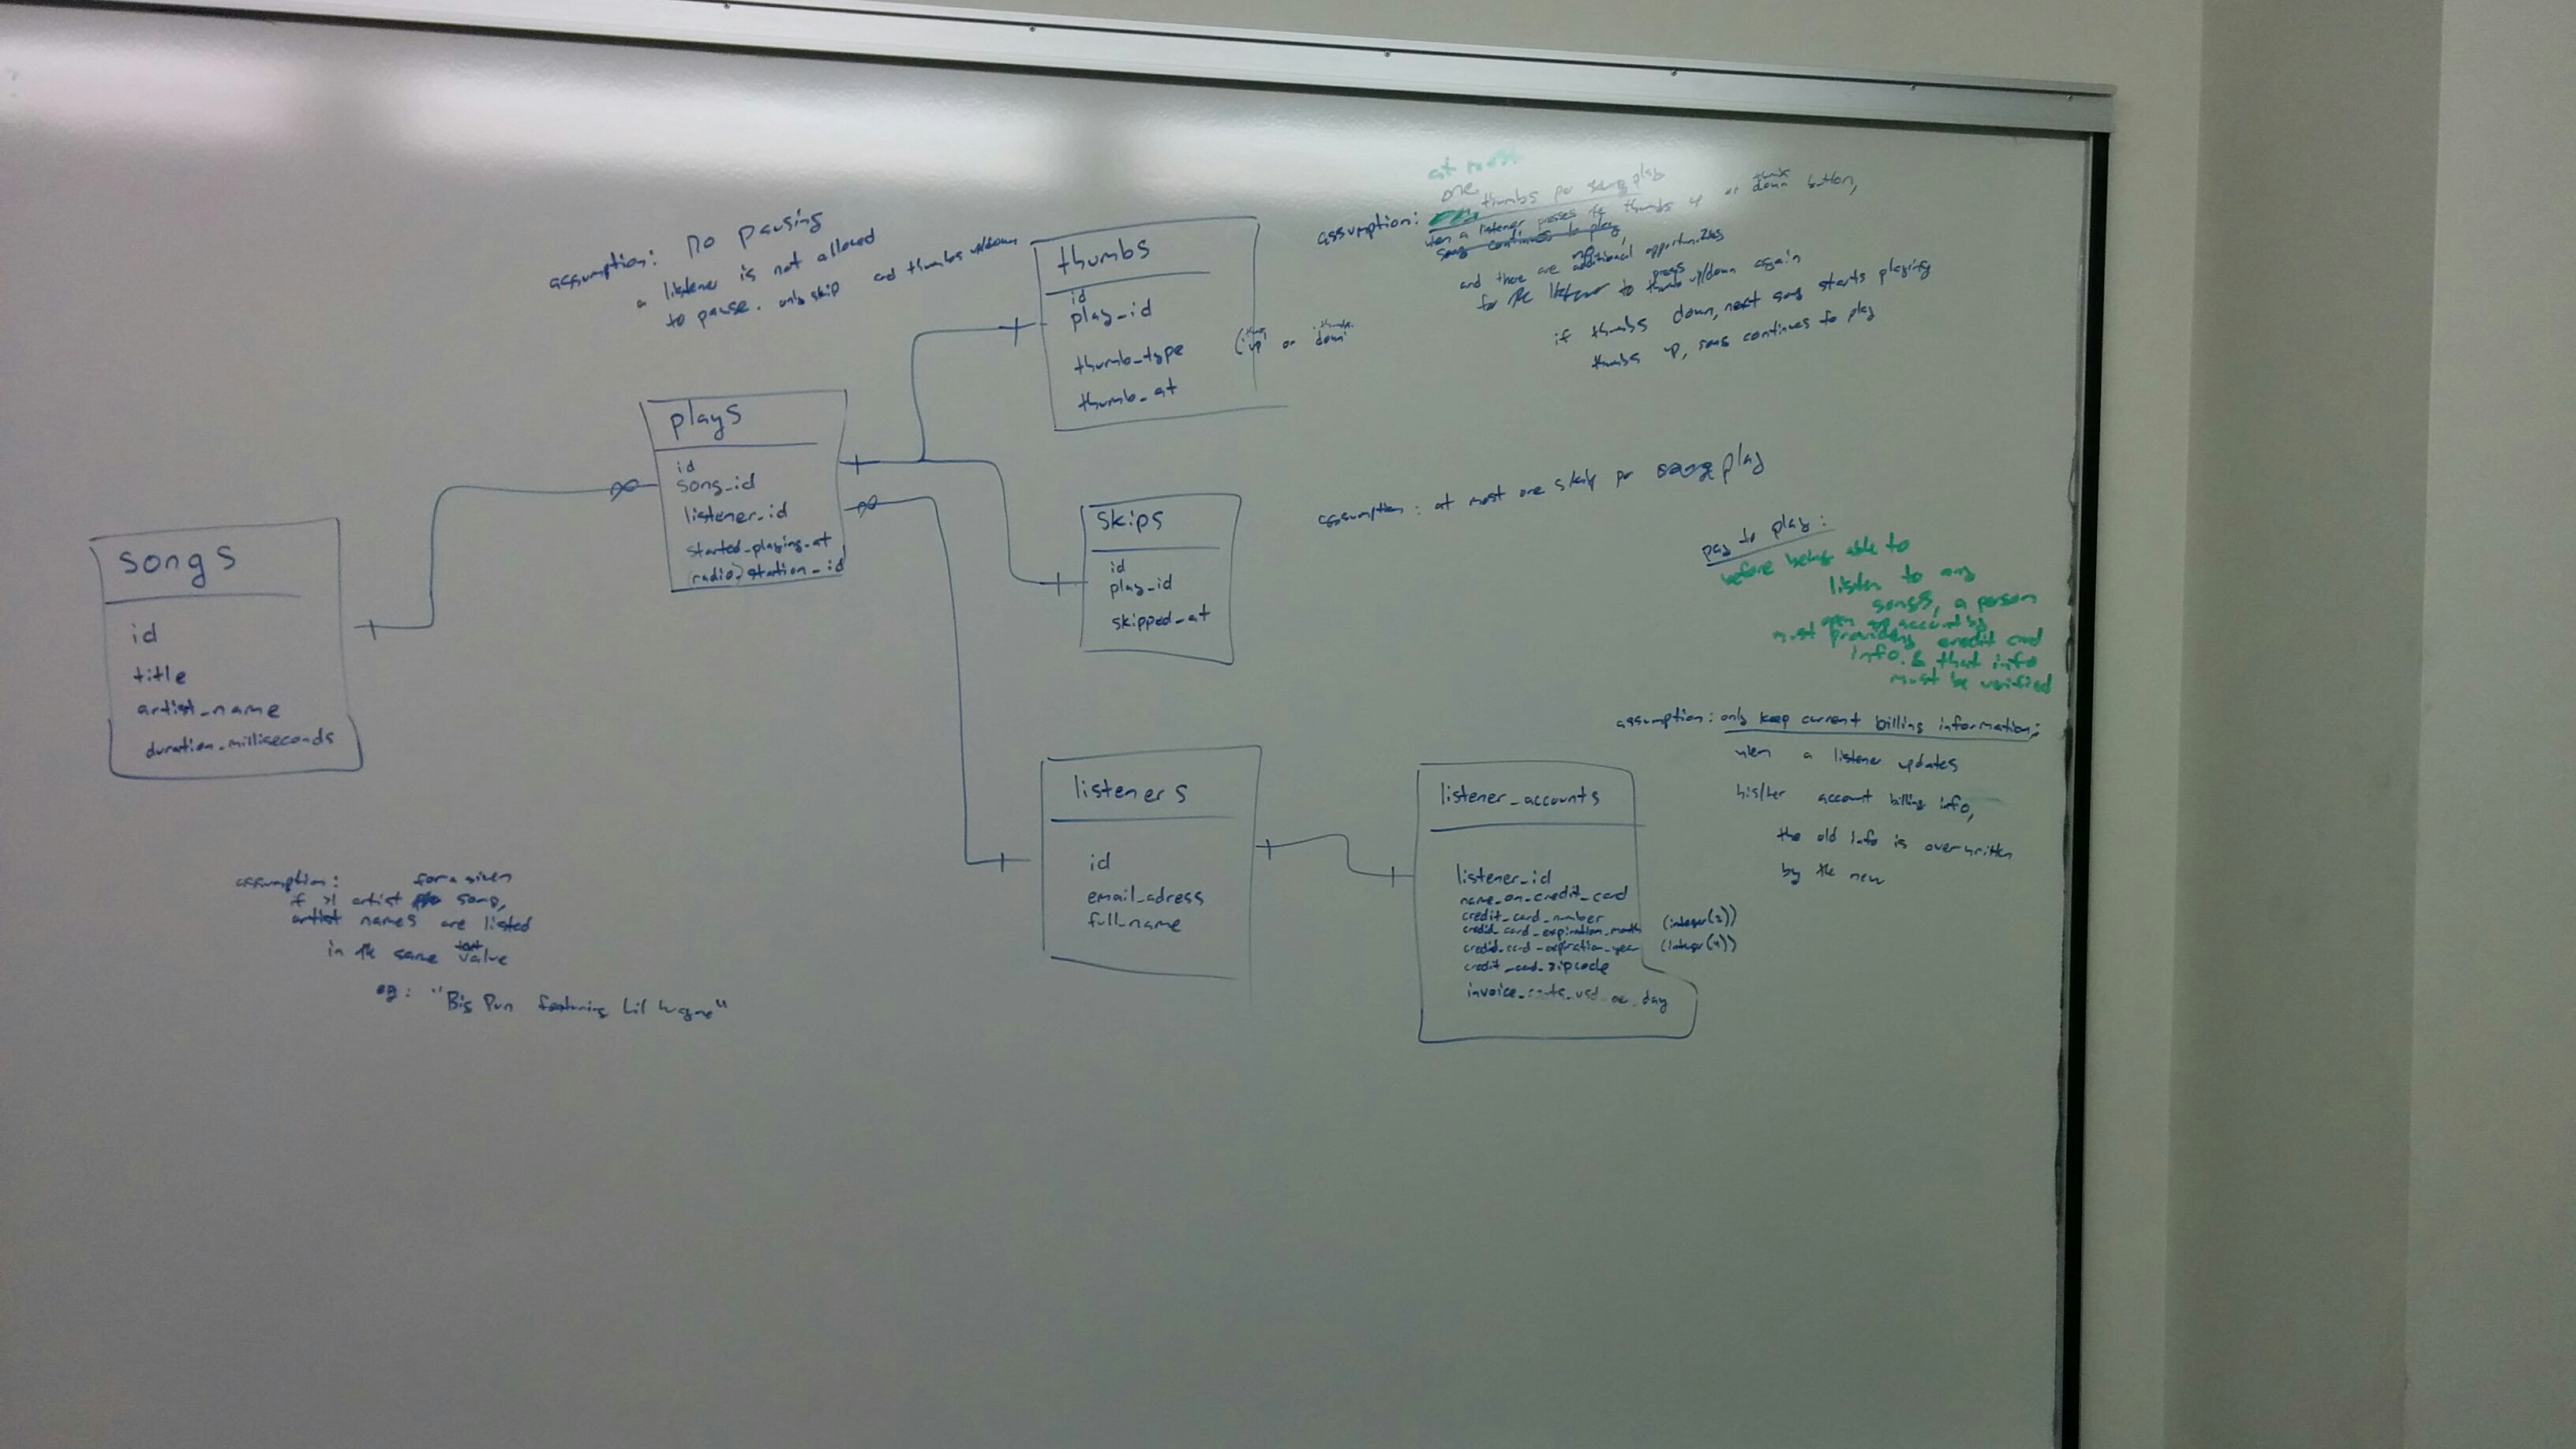 assumption: no pausing
a listener is not allowed
to pause. only skip and thumbs up/down
thumbs
id
play_id
thumb_type
('up' or 'down'
thumb_at
at most
one
assumption: thumbs per song play
when a listener presses the thumbs up or thumbs down button,
song continues to play,
and there are no additional opportunities
for the listener to press thumb up/down again
if thumbs down, next song starts playing
thumbs up, song continues to play
plays
id
song_id
listener_id
started_playing_at
(radio) station_id
skips
id
play_id
skipped_at
assumption: at most one skip per song play
songs
id
title
artist_name
duration_milliseconds
assumption: for a given
if >1 artist song,
artist names are listed
in the same text value
eg: "Big Pun featuring Lil Wayne"
pay to play:
before being able to
listen to any
songs, a person
open an account by
must providing credit card
info. & that info
must be verified
assumption: only keep current billing information;
when a listener updates
his/her account billing info,
the old info is overwritten
by the new
listeners
id
email_adress
full_name
listener_accounts
listener_id
name_on_credit_card
credit_card_number
credit_card_expiration_month (integer(2))
credit_card_expiration_year (integer(4))
credit_card_zipcode
invoice_cents_usd day